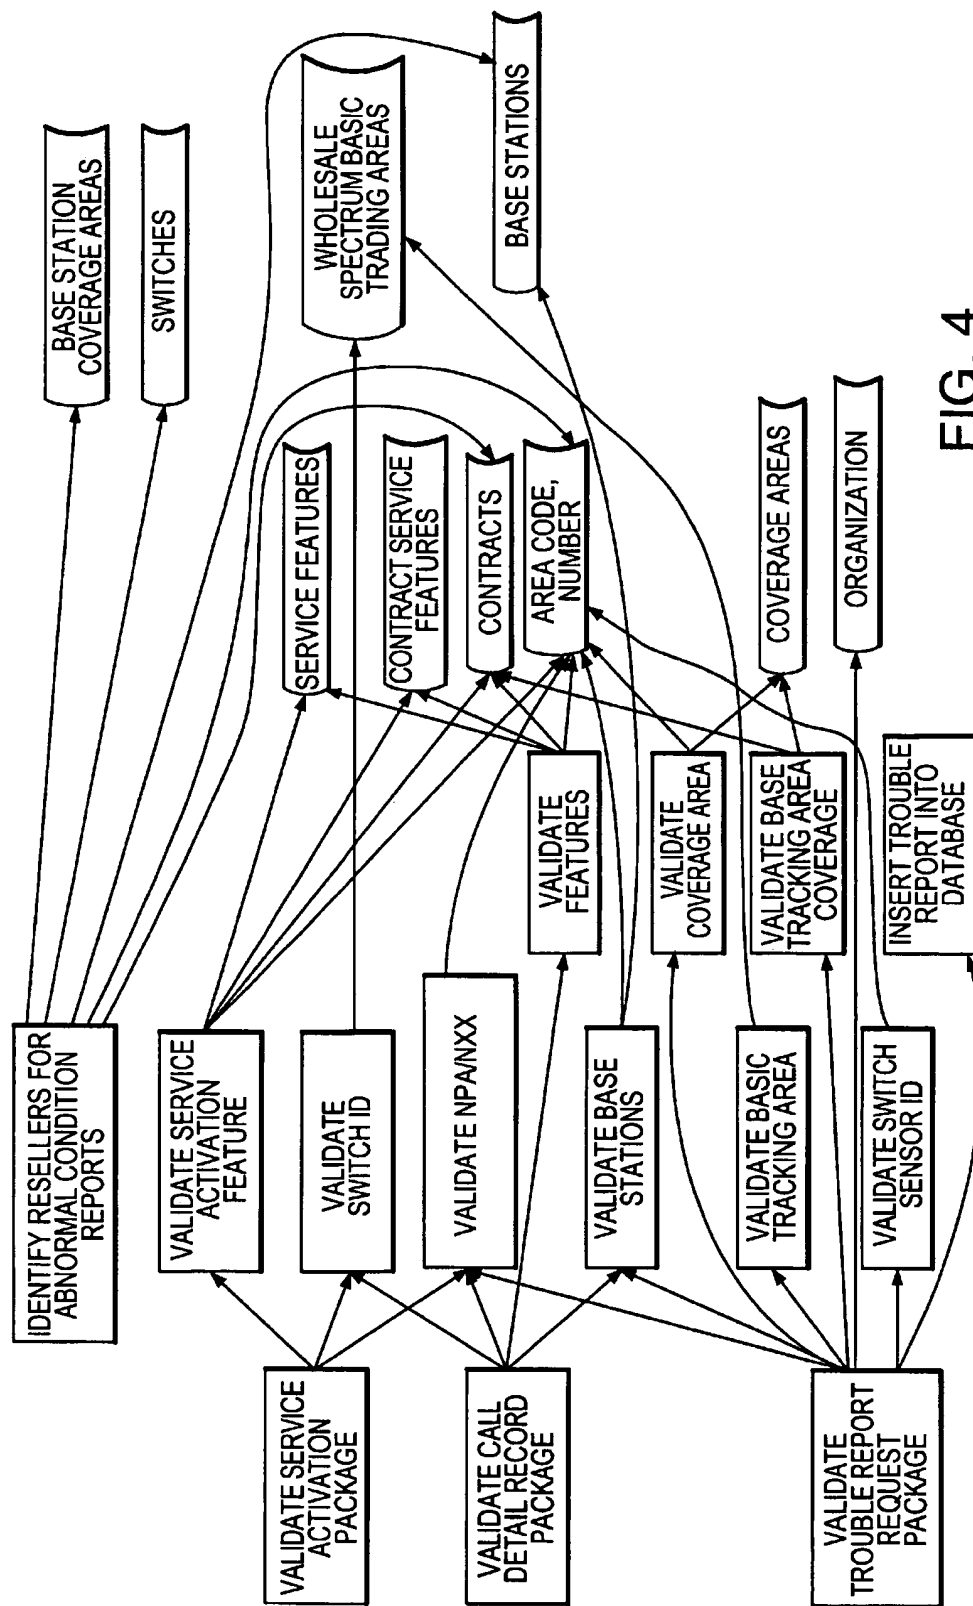 IDENTIFY RESELLERS FOR
ABNORMAL CONDITION
REPORTS
BASE STATION
COVERAGE AREAS
SWITCHES
VALIDATE SERVICE
ACTIVATION
PACKAGE
VALIDATE SERVICE
ACTIVATION
FEATURE
SERVICE FEATURES
WHOLESALE
SPECTRUM BASIC
TRADING AREAS
VALIDATE
SWITCH ID
CONTRACT SERVICE
FEATURES
VALIDATE CALL
DETAIL RECORD
PACKAGE
VALIDATE NPA/NXX
CONTRACTS
BASE STATIONS
VALIDATE
FEATURES
AREA CODE,
NUMBER
VALIDATE BASE
STATIONS
VALIDATE
COVERAGE AREA
COVERAGE AREAS
VALIDATE BASIC
TRACKING AREA
VALIDATE BASE
TRACKING AREA
COVERAGE
ORGANIZATION
VALIDATE
TROUBLE REPORT
REQUEST
PACKAGE
VALIDATE SWITCH
SENSOR ID
INSERT TROUBLE
REPORT INTO
DATABASE
FIG. 4